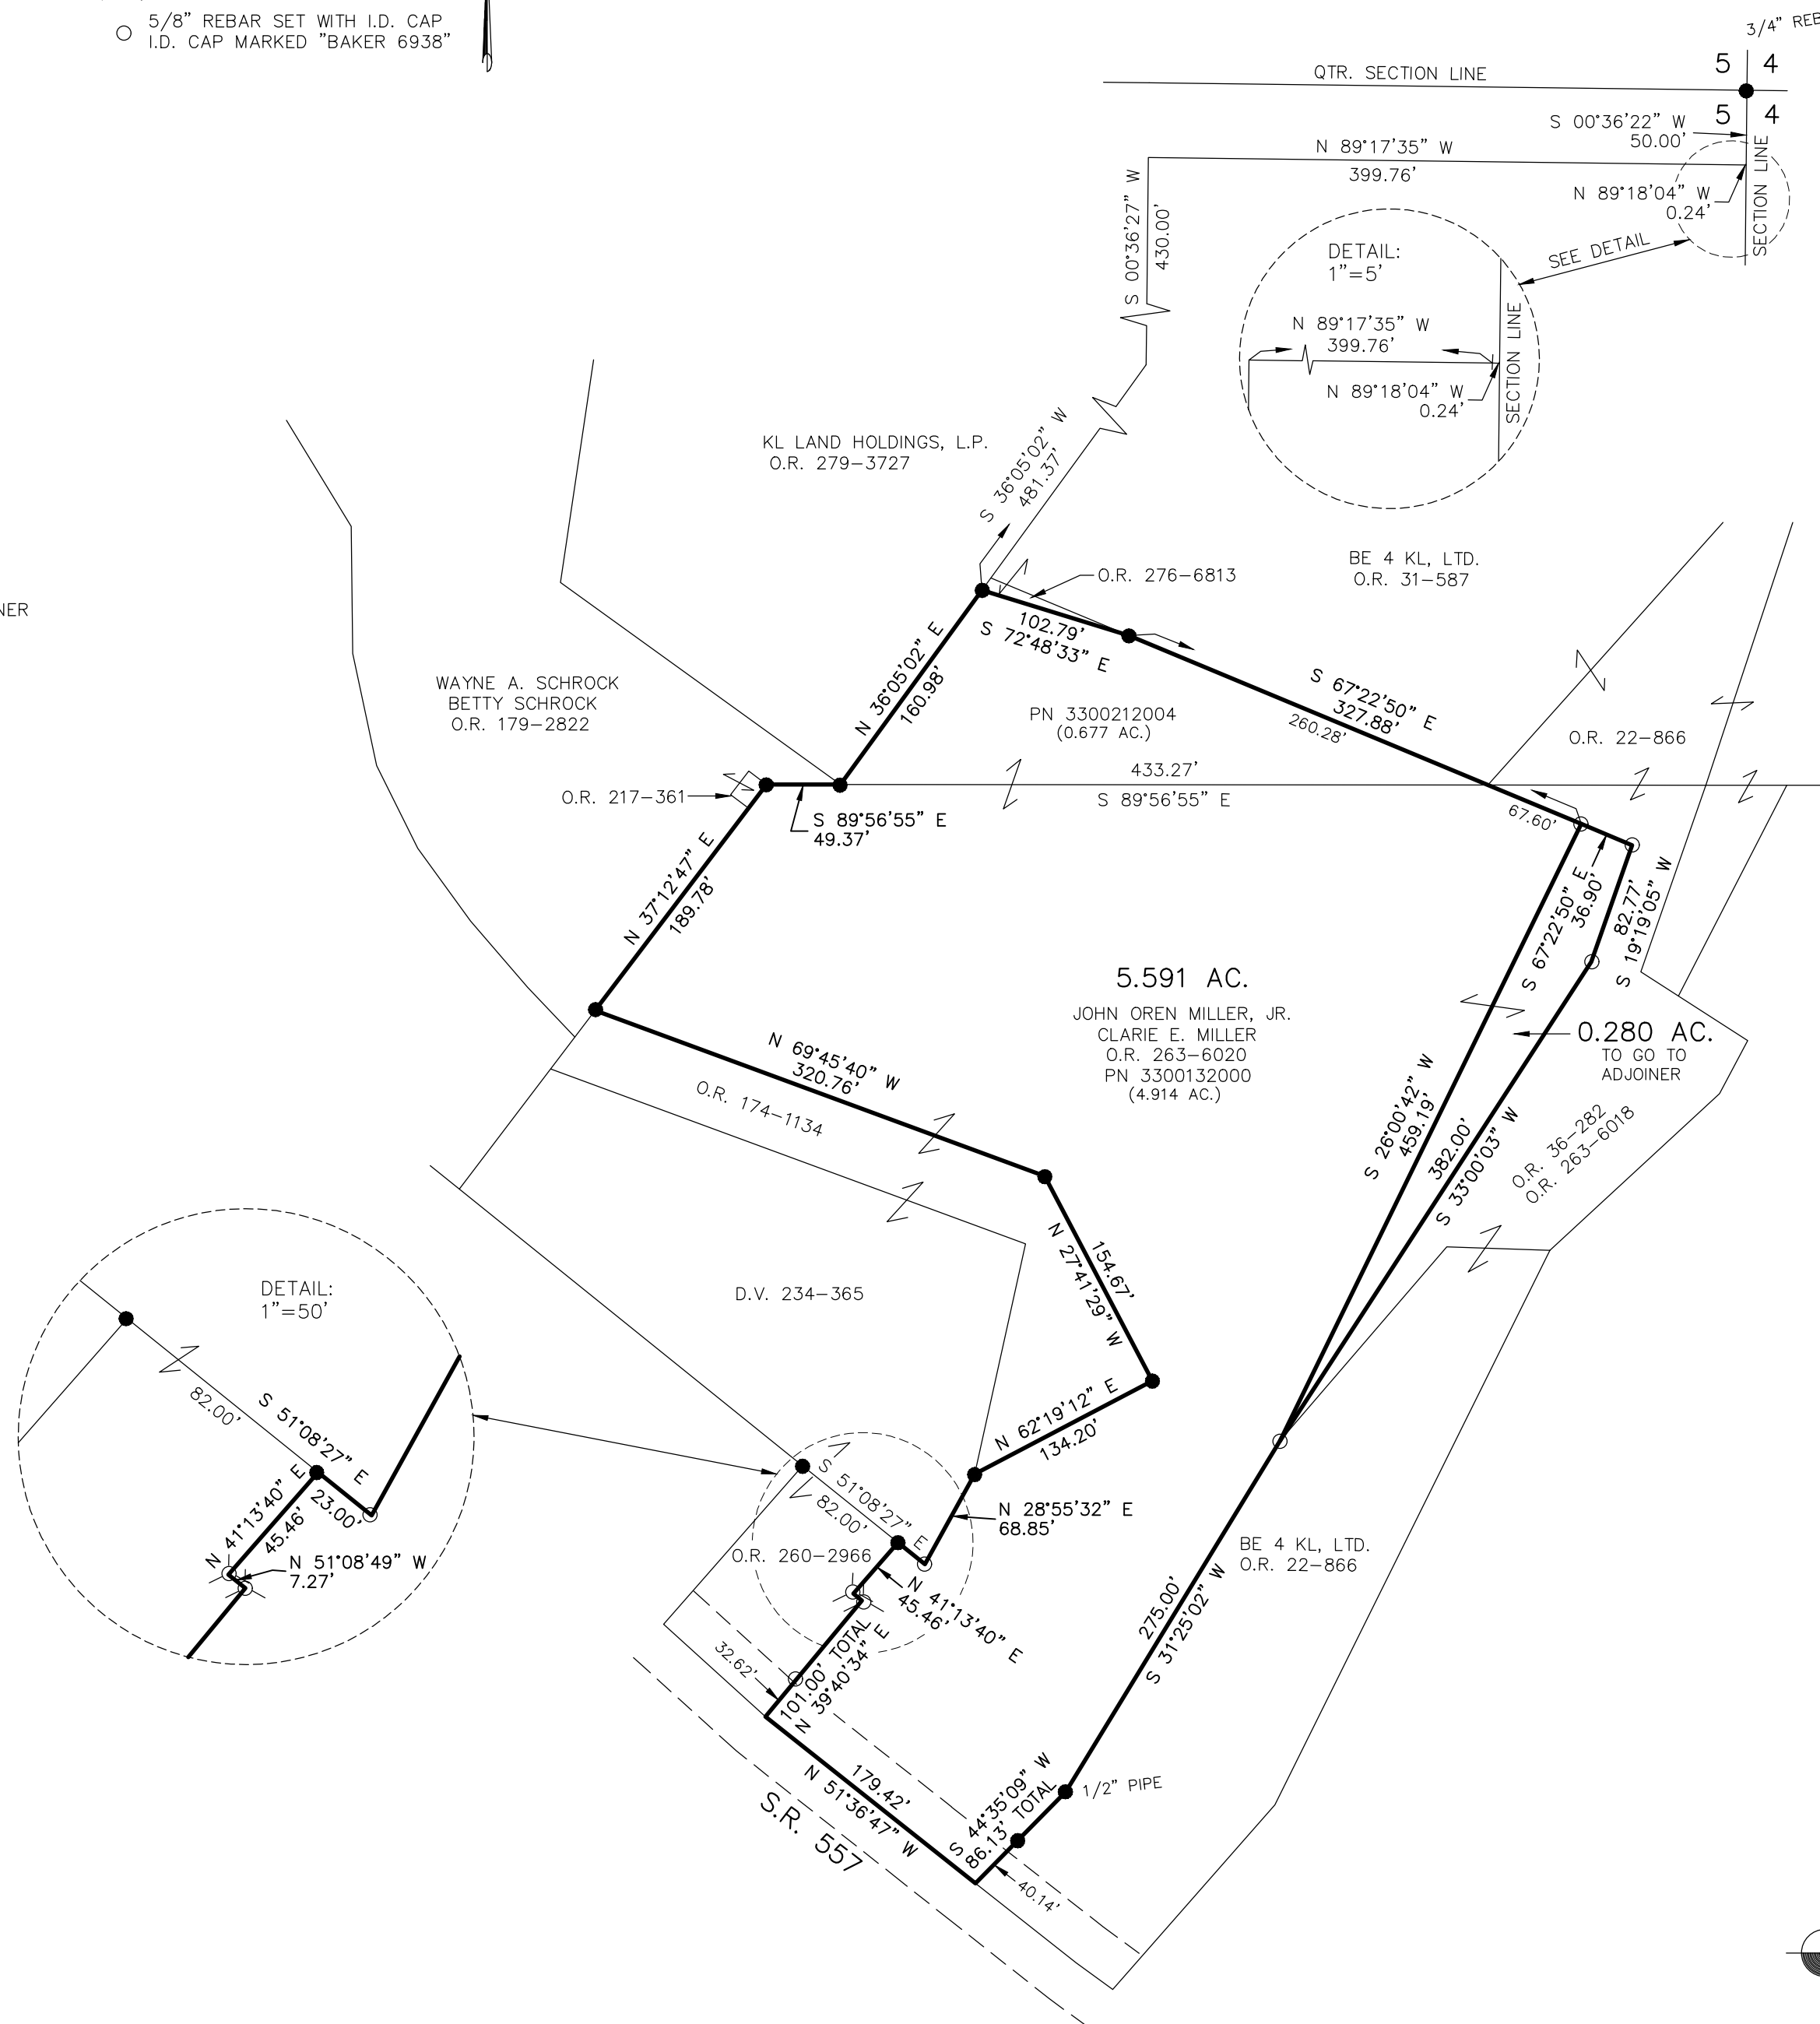 5/8" REBAR SET WITH I.D. CAP
I.D. CAP MARKED "BAKER 6938"
3/4" REB
QTR. SECTION LINE
5 4
5 4
S 00°36'22" W
50.00'
N 89°17'35" W
399.76'
N 89°18'04" W
0.24'
SECTION LINE
S 00°36'27" W
430.00'
SEE DETAIL
DETAIL:
1"=5'
N 89°17'35" W
399.76'
N 89°18'04" W
0.24'
SECTION LINE
KL LAND HOLDINGS, L.P.
O.R. 279-3727
S 36°05'02" W
481.37'
BE 4 KL, LTD.
O.R. 31-587
O.R. 276-6813
NER
102.79'
S 72°48'33" E
N 36°05'02" E
160.98'
WAYNE A. SCHROCK
BETTY SCHROCK
O.R. 179-2822
PN 3300212004
(0.677 AC.)
S 67°22'50" E
327.88'
260.28'
O.R. 22-866
O.R. 217-361
433.27'
S 89°56'55" E
S 89°56'55" E
49.37'
67.60'
N 37°12'47" E
189.78'
S 67°22'50" E
36.90'
82.77'
S 19°19'05" W
5.591 AC.
JOHN OREN MILLER, JR.
CLARIE E. MILLER
O.R. 263-6020
PN 3300132000
(4.914 AC.)
0.280 AC.
TO GO TO
ADJOINER
N 69°45'40" W
320.76'
O.R. 174-1134
S 26°00'42" W
459.19'
382.00'
S 33°00'03" W
O.R. 36-282
O.R. 263-6018
154.67'
N 27°41'29" W
D.V. 234-365
DETAIL:
1"=50'
82.00'
S 51°08'27" E
N 41°13'40" E
45.46'
23.00'
N 51°08'49" W
7.27'
N 62°19'12" E
134.20'
S 51°08'27" E
82.00'
N 28°55'32" E
68.85'
O.R. 260-2966
N 41°13'40" E
45.46'
BE 4 KL, LTD.
O.R. 22-866
275.00'
S 31°25'02" W
32.62'
101.00' TOTAL
N 39°40'34" E
179.42'
N 51°36'47" W
S.R. 557
S 44°35'09" W
86.13' TOTAL
1/2" PIPE
40.14'